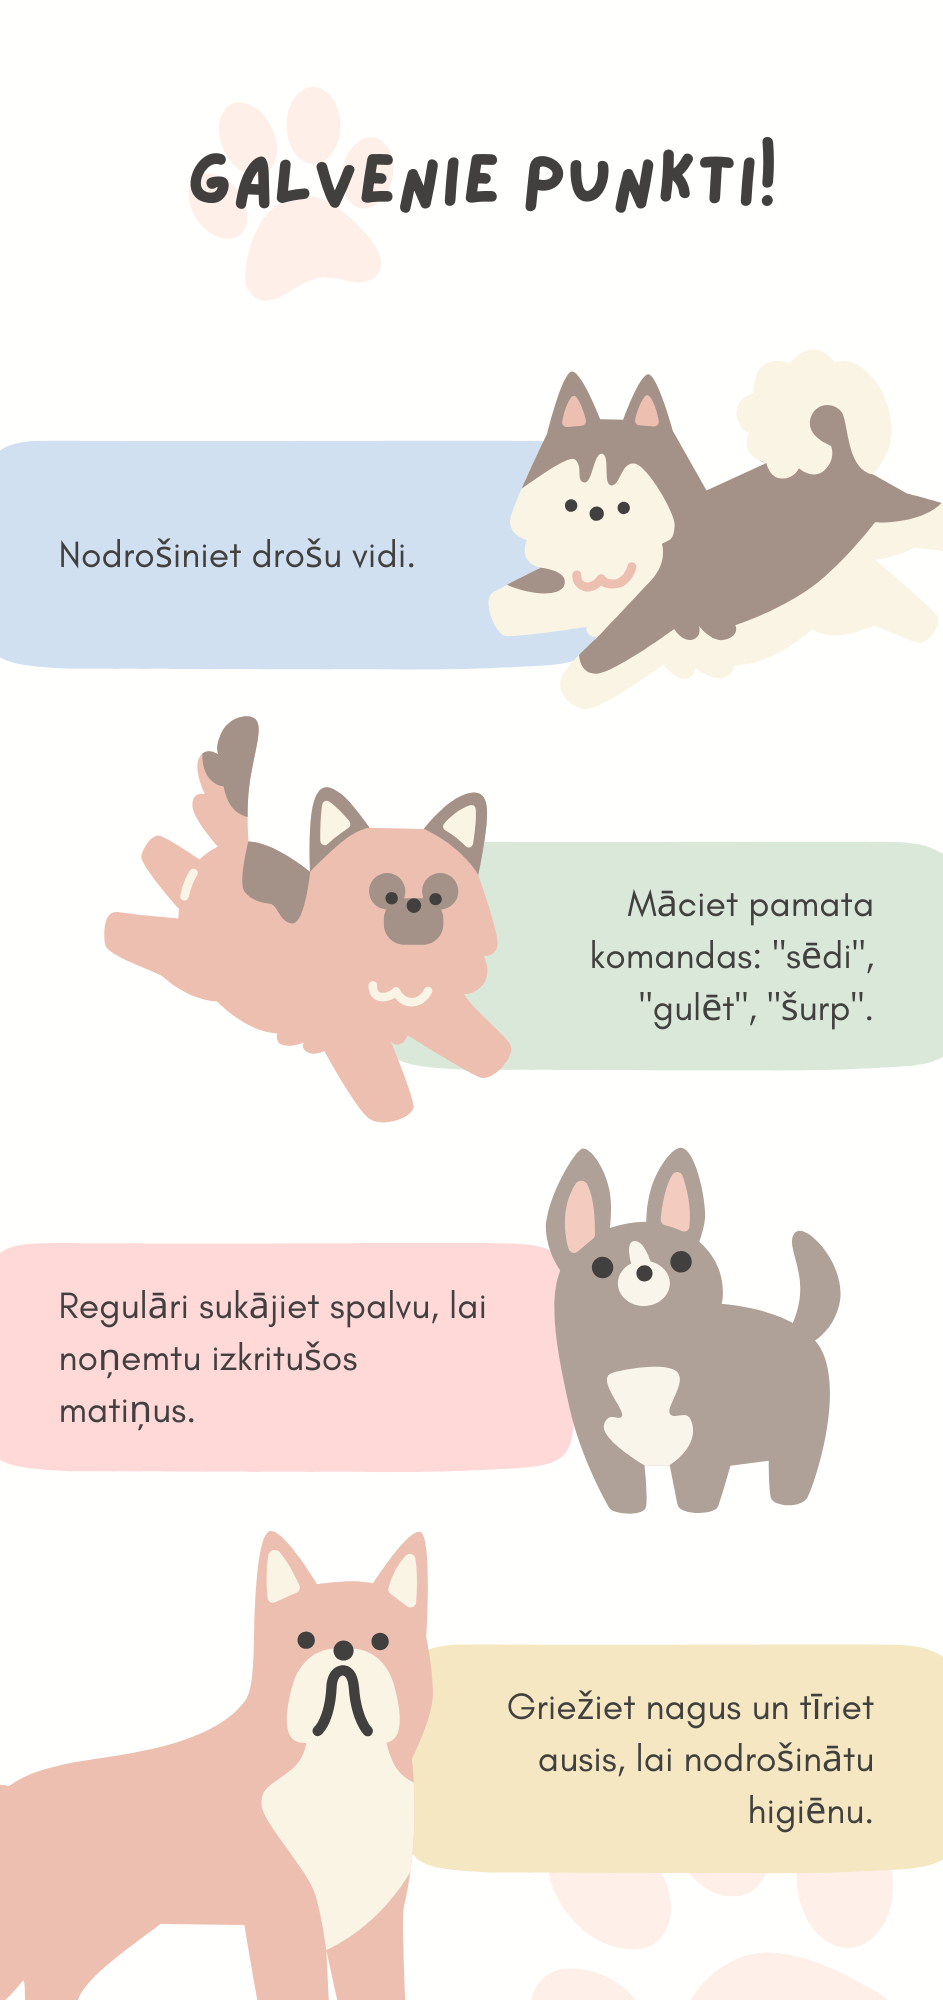 GALVENIE PUNKTI!
Nodrošiniet drošu vidi.
Māciet pamata
komandas: "sēdi",
"gulēt", "šurp".
Regulāri sukājiet spalvu, lai
noņemtu izkritušos
matiņus.
Griežiet nagus un tīriet
ausis, lai nodrošinātu
higiēnu.